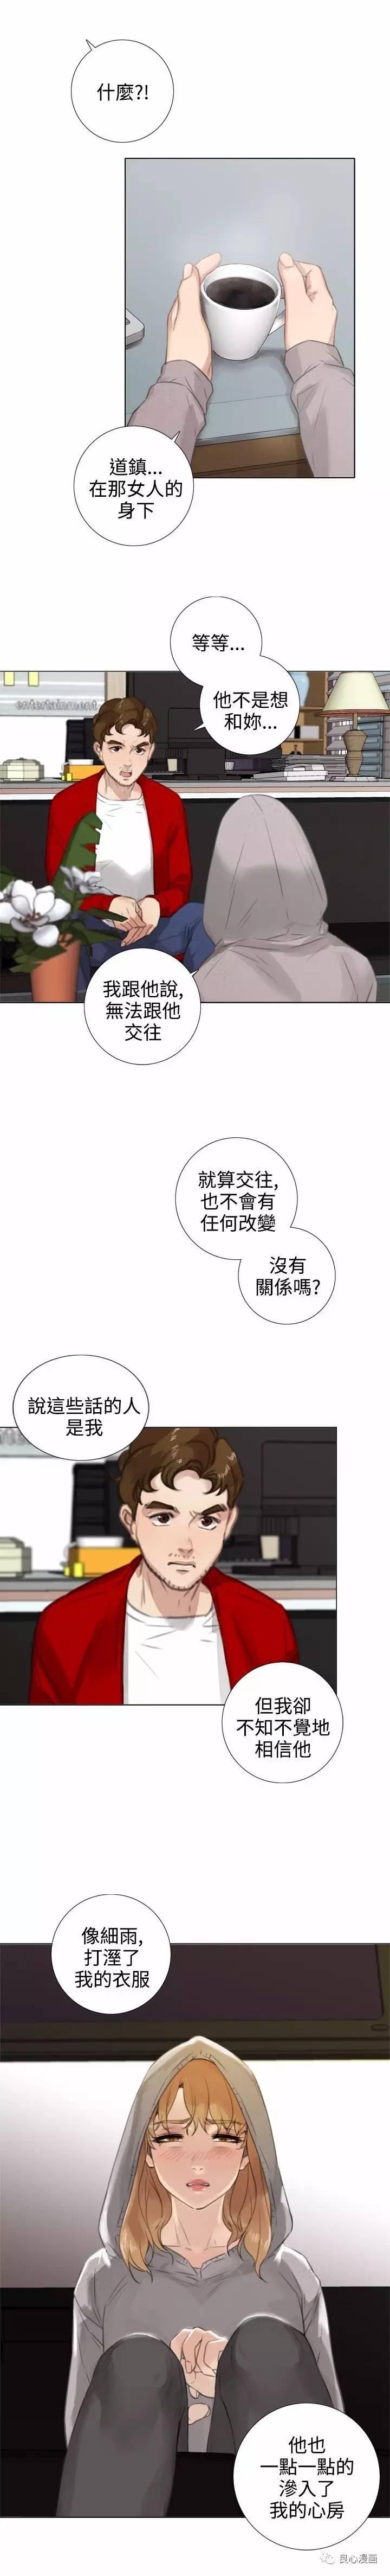 什麼?!
道鎮...
在那女人的
身下
等等...
他不是想
和妳...
entertainment
我跟他說,
無法跟他
交往
就算交往,
也不會有
任何改變
沒有
關係嗎?
說這些話的人
是我
但我卻
不知不覺地
相信他
像細雨,
打溼了
我的衣服
他也
一點一點的
滲入了
我的心房
良心漫画